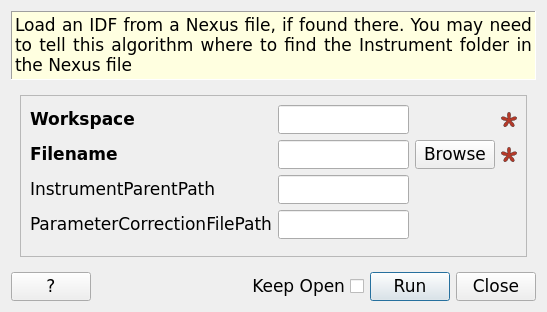 Load an IDF from a Nexus file, if found there. You may need
to tell this algorithm where to find the Instrument folder in
the Nexus file
Workspace *
Filename Browse *
InstrumentParentPath
ParameterCorrectionFilePath
? Keep Open Run Close